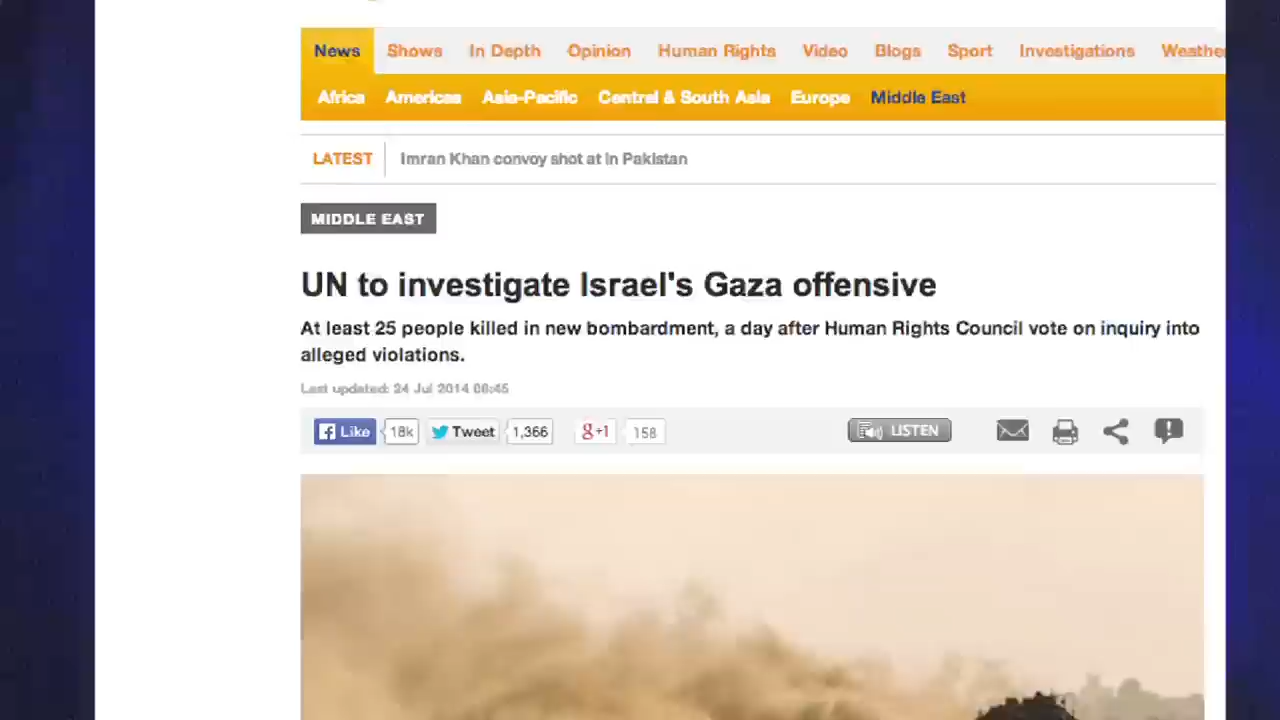 News Shows In Depth Opinion Human Rights Video Blogs Sport Investigations Weathe
Africa Americas Asia-Pacific Central & South Asia Europe Middle East
LATEST Imran Khan convoy shot at in Pakistan
MIDDLE EAST
UN to investigate Israel's Gaza offensive
At least 25 people killed in new bombardment, a day after Human Rights Council vote on inquiry into
alleged violations.
Last updated: 24 Jul 2014 06:45
Like 18k Tweet 1,366 g+1 158 LISTEN